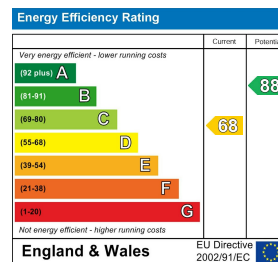 Energy Efficiency Rating
Current Potentia
Very energy efficient - lower running costs
(92 plus) A
(81-91) B
88
(69-80) C
68
(55-68) D
(39-54) E
(21-38) F
(1-20) G
Not energy efficient - higher running costs
England & Wales
EU Directive
2002/91/EC